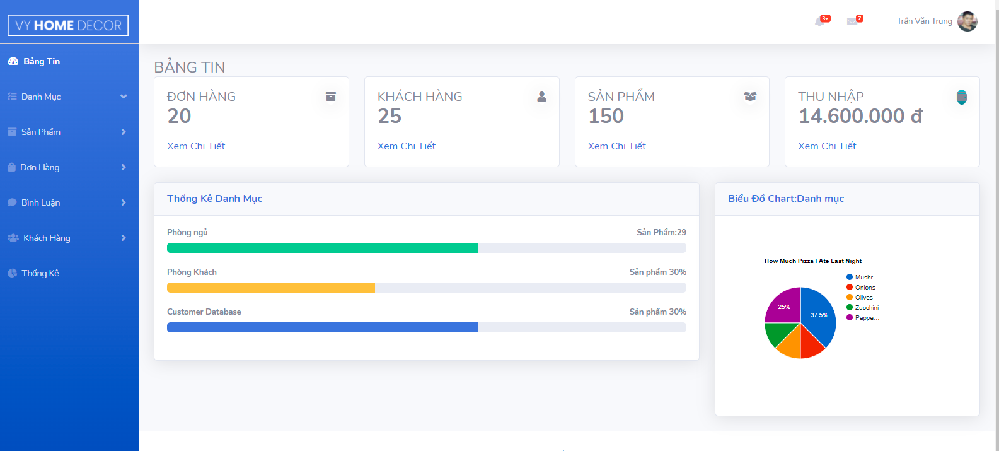 VY HOME DECOR
3+
7
Trần Văn Trung
Bảng Tin
Danh Mục
Sản Phẩm
Đơn Hàng
Bình Luận
Khách Hàng
Thống Kê
BẢNG TIN
ĐƠN HÀNG
20
Xem Chi Tiết
KHÁCH HÀNG
25
Xem Chi Tiết
SẢN PHẨM
150
Xem Chi Tiết
THU NHẬP
14.600.000 đ
Xem Chi Tiết
Thống Kê Danh Mục
Phòng ngủ Sản Phẩm:29
Phòng Khách Sản phẩm 30%
Customer Database Sản phẩm 30%
Biểu Đồ Chart:Danh mục
How Much Pizza I Ate Last Night
Mushr...
Onions
Olives
Zucchini
Peppe...
25%
37.5%